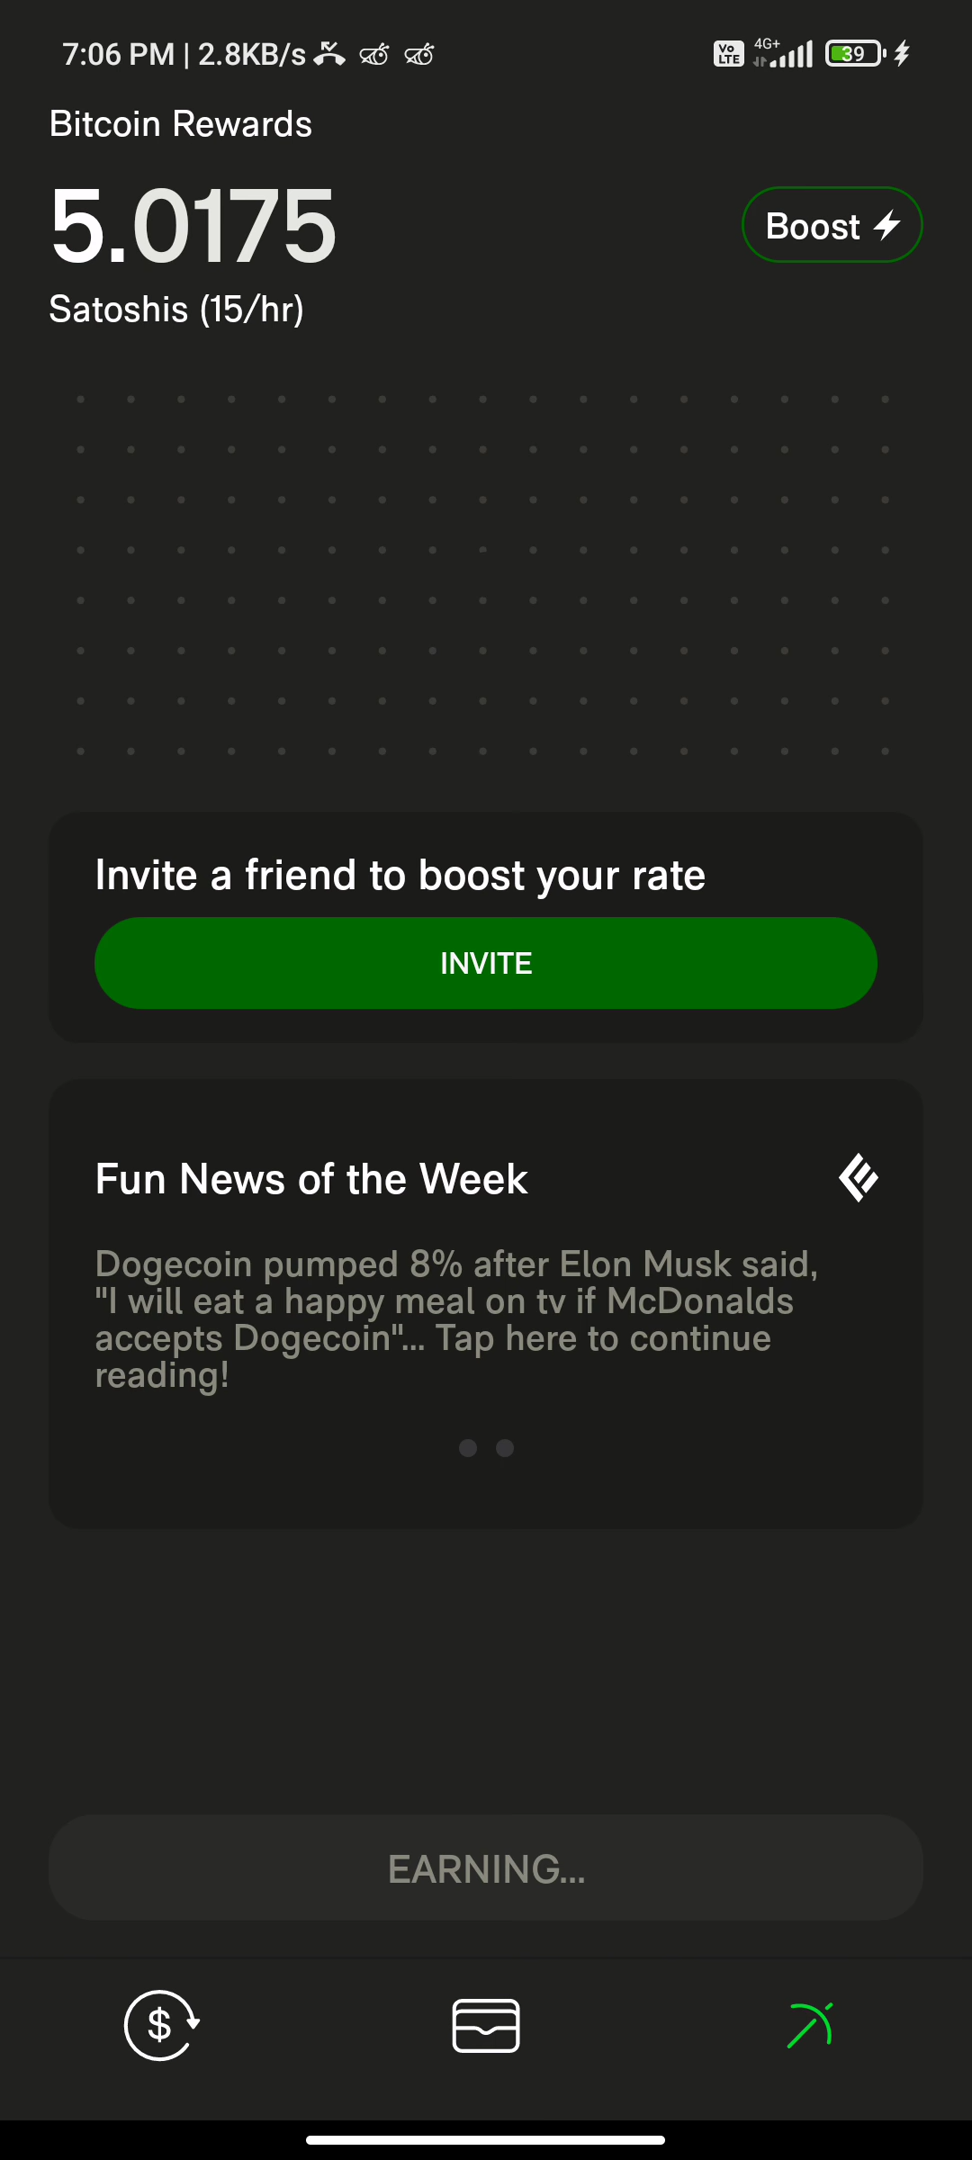 7:06 PM | 2.8KB/s
Vo LTE 4G+ 39
Bitcoin Rewards
5.0175
Boost
Satoshis (15/hr)
Invite a friend to boost your rate
INVITE
Fun News of the Week
Dogecoin pumped 8% after Elon Musk said,
"I will eat a happy meal on tv if McDonalds
accepts Dogecoin"... Tap here to continue
reading!
EARNING...
$